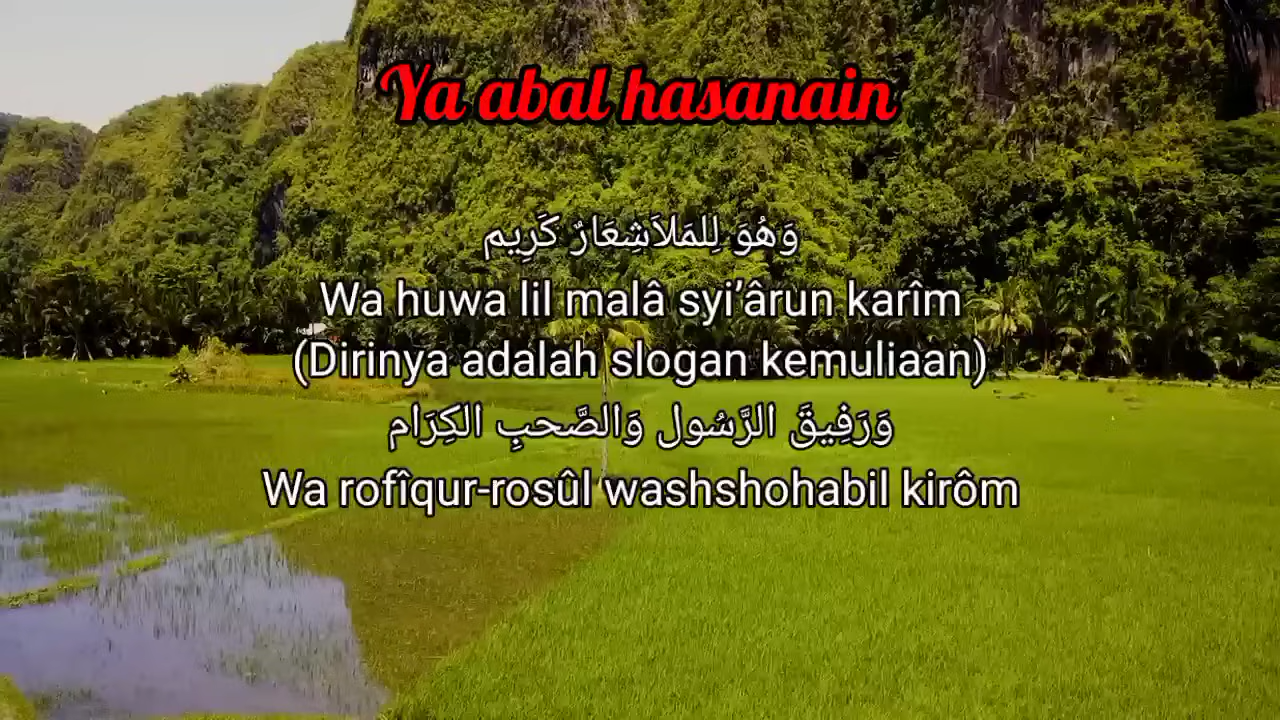 Ya abal hasanain
وَهُوَ لِلمَلاَشِعَارٌ كَرِيم
Wa huwa lil malâ syi’ârun karîm
(Dirinya adalah slogan kemuliaan)
وَرَفِيقَ الرَّسُول وَالصَّحبِ الكِرَام
Wa rofîqur-rosûl washshohabil kirôm